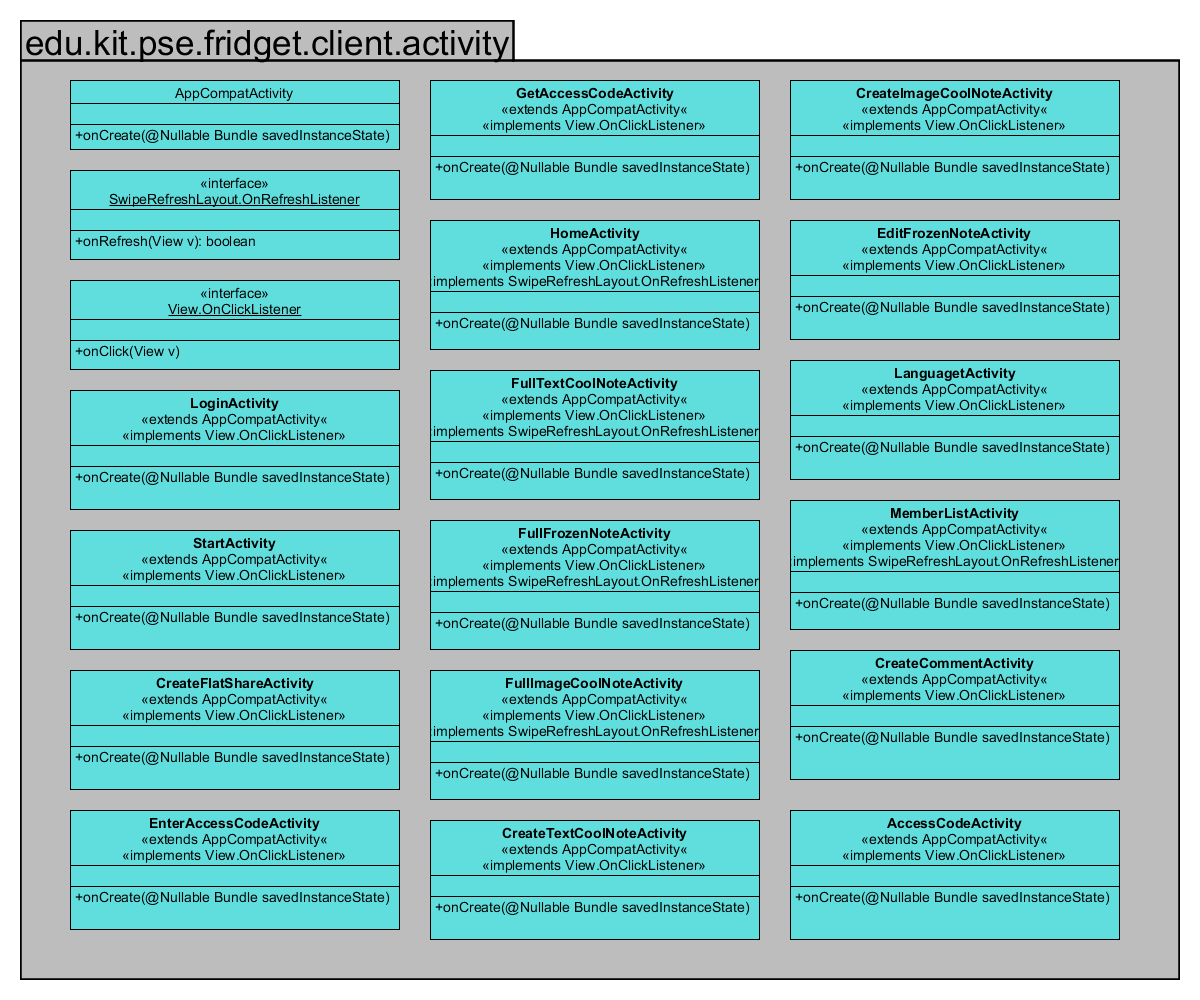 edu.kit.pse.fridget.client.activity
AppCompatActivity
+onCreate(@Nullable Bundle savedInstanceState)
«interface»
SwipeRefreshLayout.OnRefreshListener
+onRefresh(View v): boolean
«interface»
View.OnClickListener
+onClick(View v)
LoginActivity
«extends AppCompatActivity«
«implements View.OnClickListener»
+onCreate(@Nullable Bundle savedInstanceState)
StartActivity
«extends AppCompatActivity«
«implements View.OnClickListener»
+onCreate(@Nullable Bundle savedInstanceState)
CreateFlatShareActivity
«extends AppCompatActivity«
«implements View.OnClickListener»
+onCreate(@Nullable Bundle savedInstanceState)
EnterAccessCodeActivity
«extends AppCompatActivity«
«implements View.OnClickListener»
+onCreate(@Nullable Bundle savedInstanceState)
GetAccessCodeActivity
«extends AppCompatActivity«
«implements View.OnClickListener»
+onCreate(@Nullable Bundle savedInstanceState)
HomeActivity
«extends AppCompatActivity«
«implements View.OnClickListener»
implements SwipeRefreshLayout.OnRefreshListener
+onCreate(@Nullable Bundle savedInstanceState)
FullTextCoolNoteActivity
«extends AppCompatActivity«
«implements View.OnClickListener»
implements SwipeRefreshLayout.OnRefreshListener
+onCreate(@Nullable Bundle savedInstanceState)
FullFrozenNoteActivity
«extends AppCompatActivity«
«implements View.OnClickListener»
implements SwipeRefreshLayout.OnRefreshListener
+onCreate(@Nullable Bundle savedInstanceState)
FullImageCoolNoteActivity
«extends AppCompatActivity«
«implements View.OnClickListener»
implements SwipeRefreshLayout.OnRefreshListener
+onCreate(@Nullable Bundle savedInstanceState)
CreateTextCoolNoteActivity
«extends AppCompatActivity«
«implements View.OnClickListener»
+onCreate(@Nullable Bundle savedInstanceState)
CreateImageCoolNoteActivity
«extends AppCompatActivity«
«implements View.OnClickListener»
+onCreate(@Nullable Bundle savedInstanceState)
EditFrozenNoteActivity
«extends AppCompatActivity«
«implements View.OnClickListener»
+onCreate(@Nullable Bundle savedInstanceState)
LanguagetActivity
«extends AppCompatActivity«
«implements View.OnClickListener»
+onCreate(@Nullable Bundle savedInstanceState)
MemberListActivity
«extends AppCompatActivity«
«implements View.OnClickListener»
implements SwipeRefreshLayout.OnRefreshListener
+onCreate(@Nullable Bundle savedInstanceState)
CreateCommentActivity
«extends AppCompatActivity«
«implements View.OnClickListener»
+onCreate(@Nullable Bundle savedInstanceState)
AccessCodeActivity
«extends AppCompatActivity«
«implements View.OnClickListener»
+onCreate(@Nullable Bundle savedInstanceState)